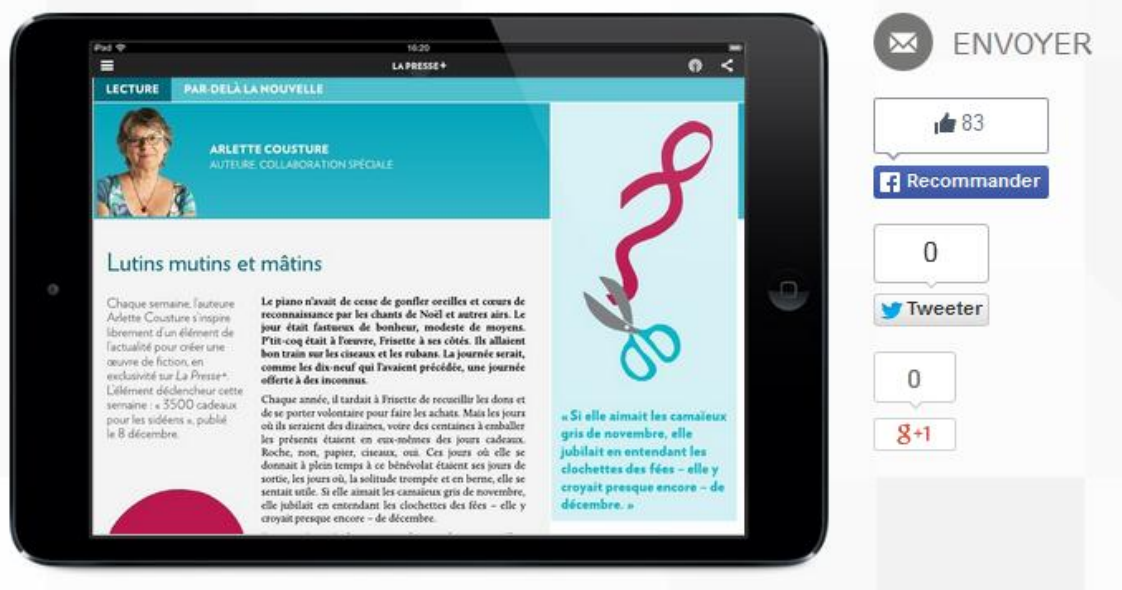 iPad
16:20
LA PRESSE+
LECTURE PAR-DELÀ LA NOUVELLE
ARLETTE COUSTURE
AUTEURE, COLLABORATION SPÉCIALE
Lutins mutins et mâtins
Chaque semaine, l'auteure
Arlette Cousture s'inspire
librement d'un élément de
l'actualité pour créer une
œuvre de fiction, en
exclusivité sur La Presse+.
L'élément déclencheur cette
semaine : « 3500 cadeaux
pour les sidéens », publié
le 8 décembre.
Le piano n'avait de cesse de gonfler oreilles et cœurs de
reconnaissance par les chants de Noël et autres airs. Le
jour était fastueux de bonheur, modeste de moyens.
P'tit-coq était à l'œuvre, Frisette à ses côtés. Ils allaient
bon train sur les ciseaux et les rubans. La journée serait,
comme les dix-neuf qui l'avaient précédée, une journée
offerte à des inconnus.
Chaque année, il tardait à Frisette de recueillir les dons et
de se porter volontaire pour faire les achats. Mais les jours
où ils seraient des dizaines, voire des centaines à emballer
les présents étaient en eux-mêmes des jours cadeaux.
Roche, non, papier, ciseaux, oui. Ces jours où elle se
donnait à plein temps à ce bénévolat étaient ses jours de
sortie, les jours où, la solitude trompée et en berne, elle se
sentait utile. Si elle aimait les camaïeux gris de novembre,
elle jubilait en entendant les clochettes des fées – elle y
croyait presque encore – de décembre.
« Si elle aimait les camaïeux
gris de novembre, elle
jubilait en entendant les
clochettes des fées – elle y
croyait presque encore – de
décembre. »
ENVOYER
83
Recommander
0
Tweeter
0
g+1